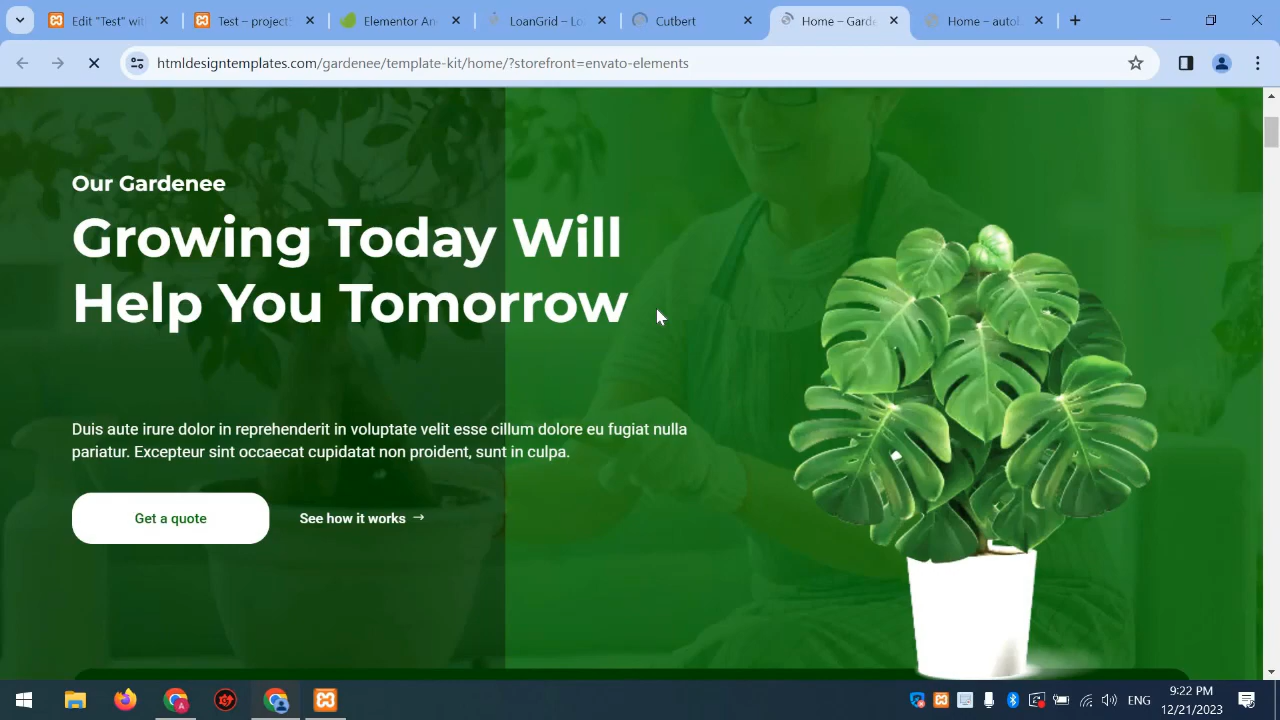 Edit "Test" wit
Test – project
Elementor An
LoanGrid – Lo
Cutbert
Home – Garde
Home – autol
htmldesigntemplates.com/gardenee/template-kit/home/?storefront=envato-elements
Our Gardenee
Growing Today Will
Help You Tomorrow
Duis aute irure dolor in reprehenderit in voluptate velit esse cillum dolore eu fugiat nulla
pariatur. Excepteur sint occaecat cupidatat non proident, sunt in culpa.
Get a quote
See how it works →
ENG
9:22 PM
12/21/2023